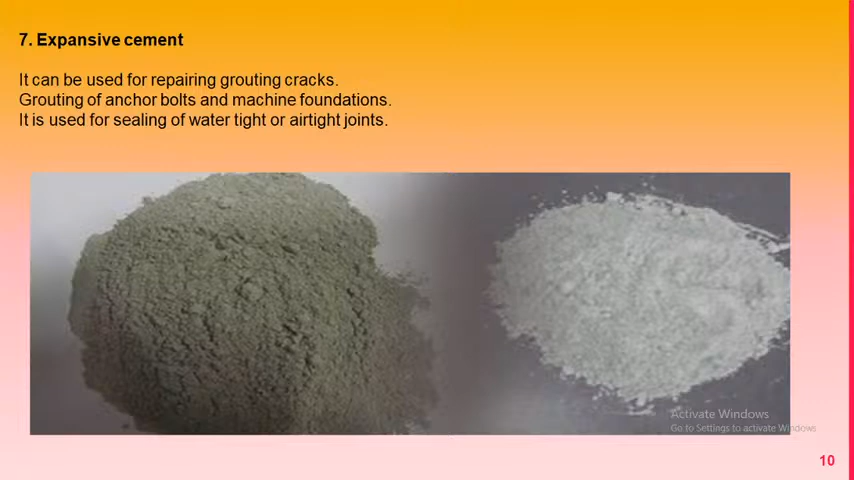 7. Expansive cement
It can be used for repairing grouting cracks.
Grouting of anchor bolts and machine foundations.
It is used for sealing of water tight or airtight joints.
Activate Windows
Go to Settings to activate Windows
10